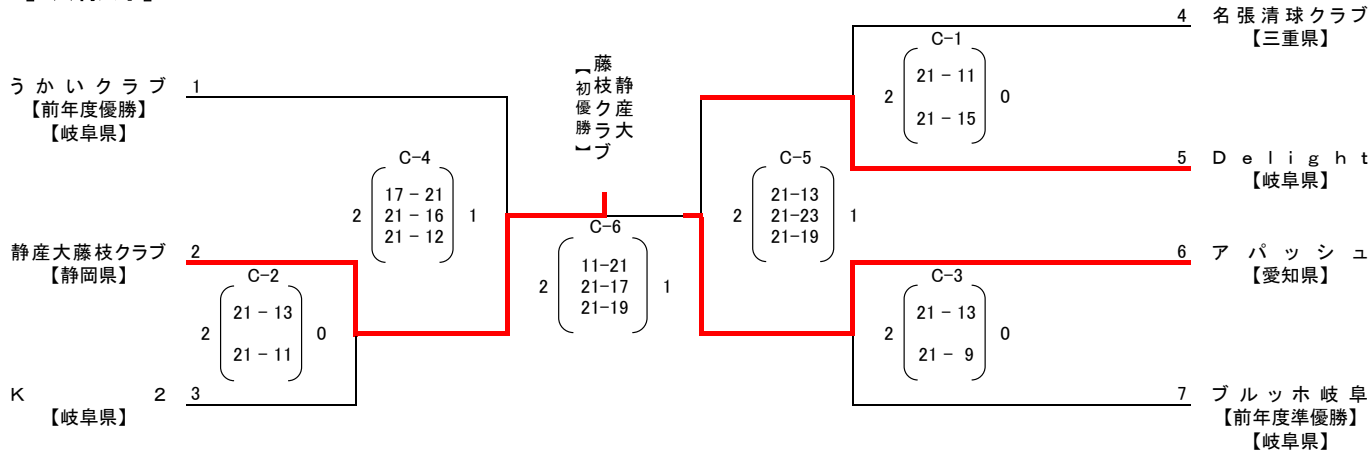 4 名張清球クラブ
【三重県】
C-1
21 - 11
2 0
21 - 15
5 Delight
【岐阜県】
うかいクラブ 1
【前年度優勝】
【岐阜県】
静産大
藤枝クラブ
【初優勝】
C-4
17 - 21
2 21 - 16 1
21 - 12
C-5
21-13
2 21-23 1
21-19
静産大藤枝クラブ 2
【静岡県】
C-2
21 - 13
2 0
21 - 11
K2 3
【岐阜県】
C-6
11-21
2 21-17 1
21-19
6 アパッシュ
【愛知県】
C-3
21 - 13
2 0
21 - 9
7 ブルッホ岐阜
【前年度準優勝】
【岐阜県】